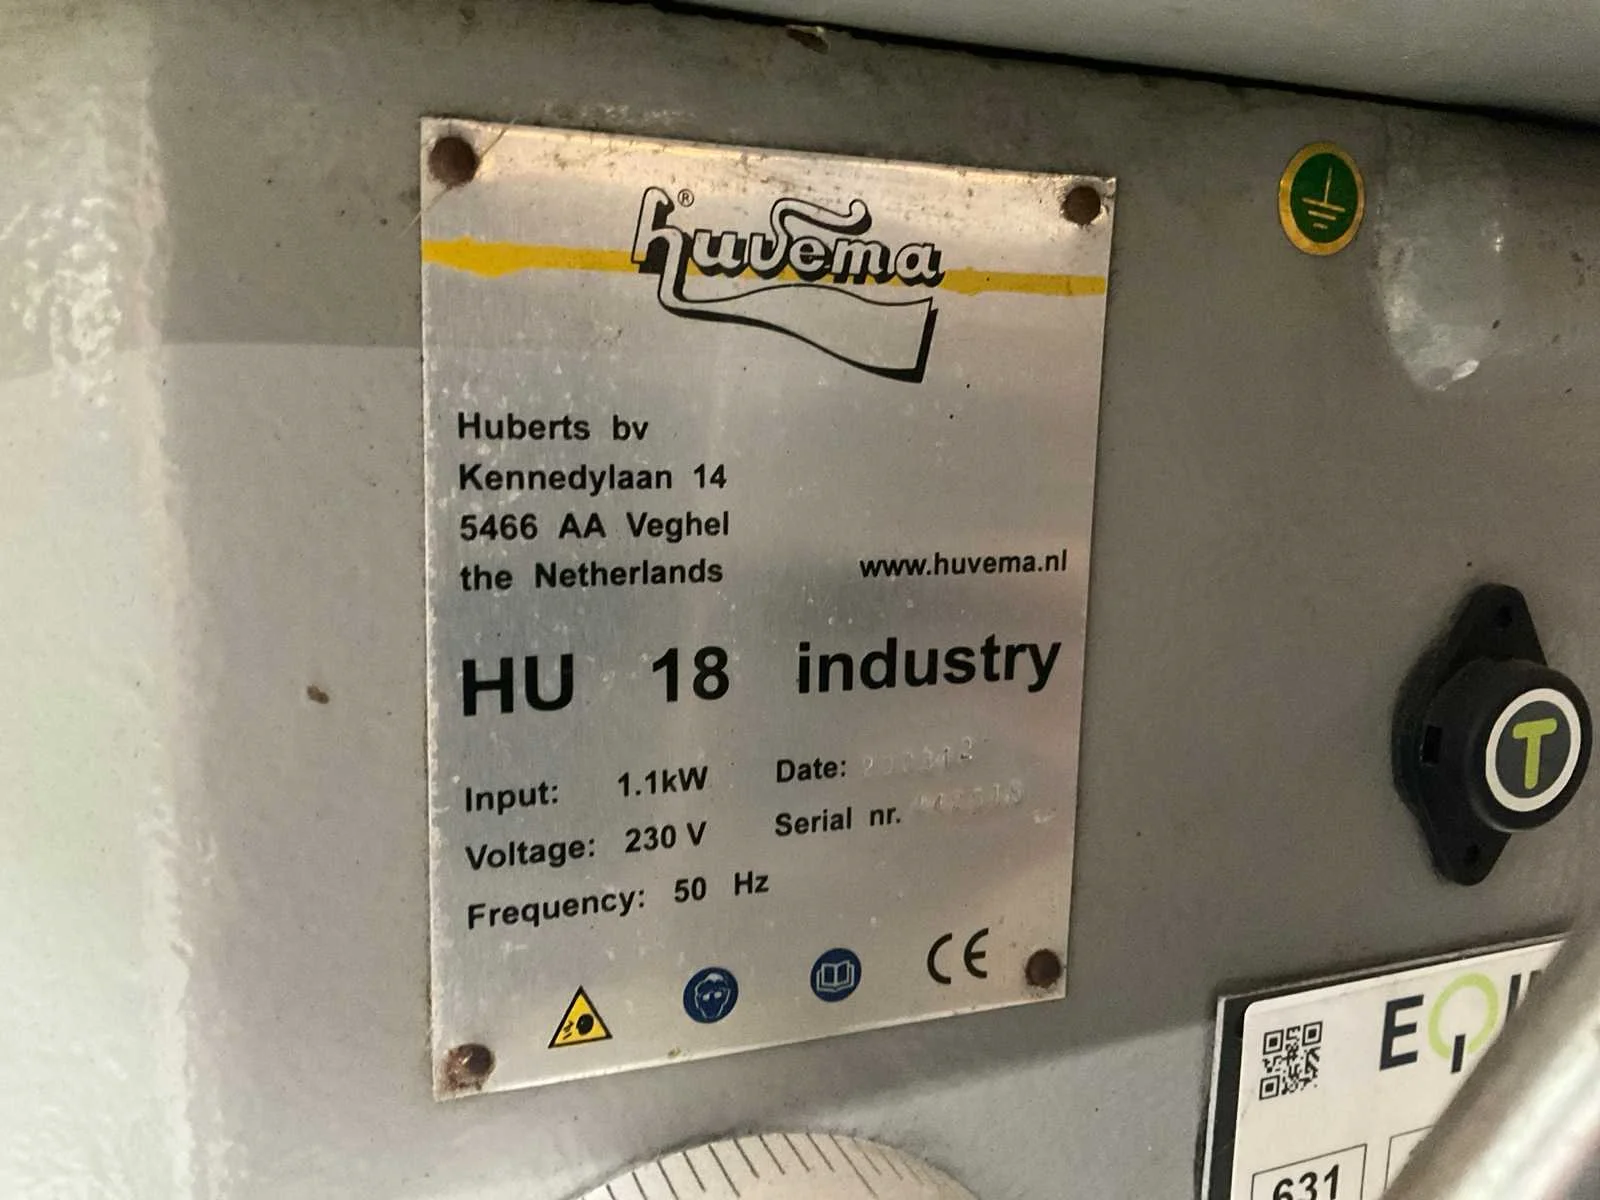 huvema®
Huberts bv
Kennedylaan 14
5466 AA Veghel
the Netherlands
www.huvema.nl
HU 18 industry
Input: 1.1kW
Date:
Voltage: 230 V
Serial nr.
Frequency: 50 Hz
CE
T
631